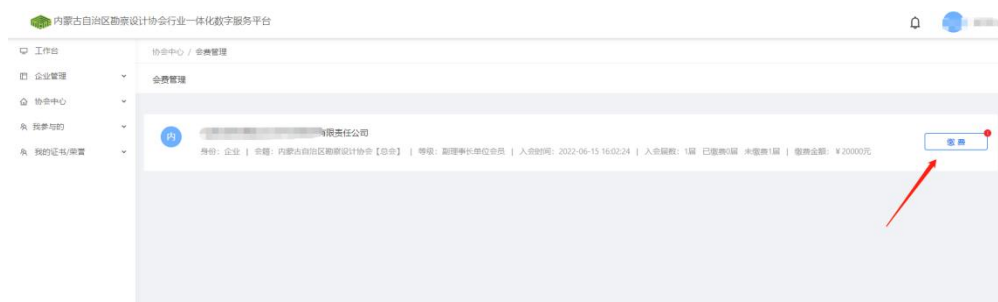 内蒙古自治区勘察设计协会行业一体化数字服务平台
工作台
企业管理
协会中心
我参与的
我的证书/荣誉
协会中心 / 会费管理
会费管理
内
有限责任公司
身份：企业 | 会籍：内蒙古自治区勘察设计协会【总会】 | 等级：副理事长单位会员 | 入会时间：2022-06-15 16:02:24 | 入会届数：1届 已缴费0届 未缴费1届 | 缴费金额：￥20000元
缴 费